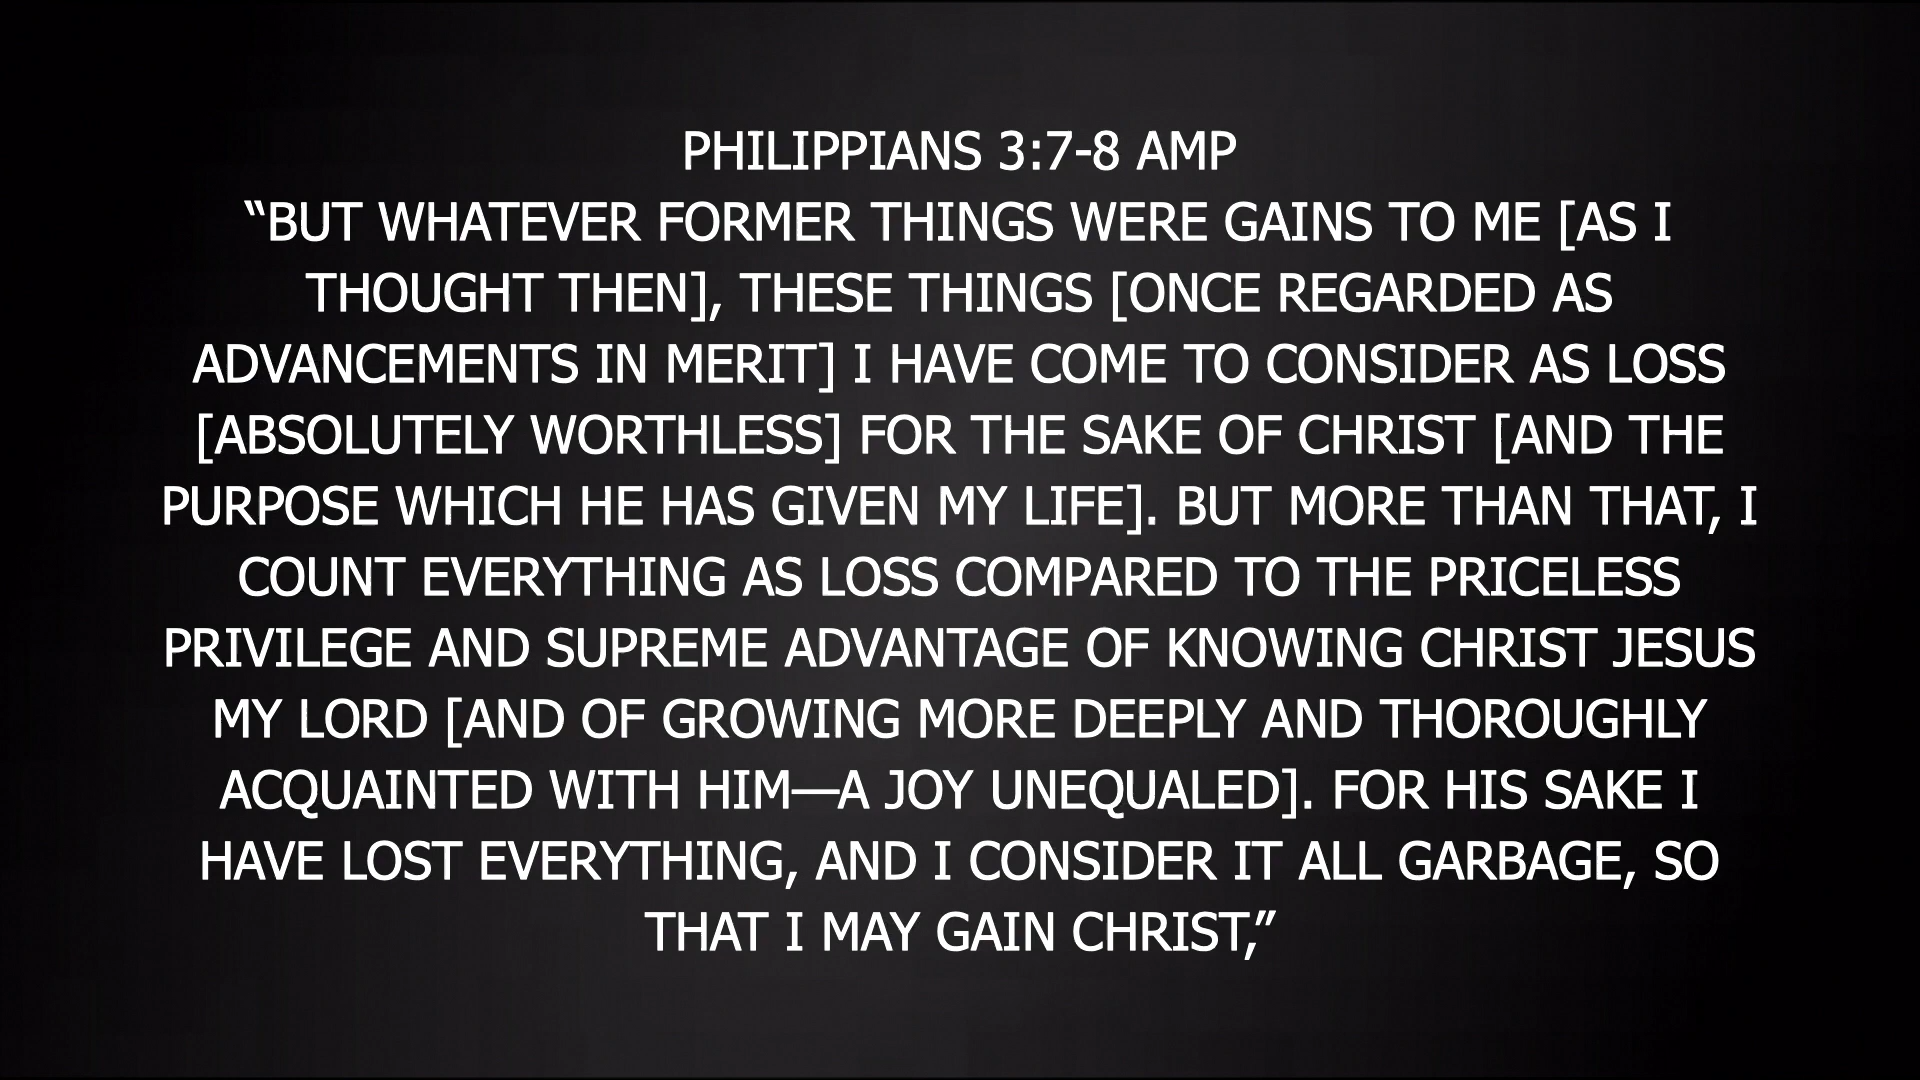 PHILIPPIANS 3:7-8 AMP
“BUT WHATEVER FORMER THINGS WERE GAINS TO ME [AS I
THOUGHT THEN], THESE THINGS [ONCE REGARDED AS
ADVANCEMENTS IN MERIT] I HAVE COME TO CONSIDER AS LOSS
[ABSOLUTELY WORTHLESS] FOR THE SAKE OF CHRIST [AND THE
PURPOSE WHICH HE HAS GIVEN MY LIFE]. BUT MORE THAN THAT, I
COUNT EVERYTHING AS LOSS COMPARED TO THE PRICELESS
PRIVILEGE AND SUPREME ADVANTAGE OF KNOWING CHRIST JESUS
MY LORD [AND OF GROWING MORE DEEPLY AND THOROUGHLY
ACQUAINTED WITH HIM—A JOY UNEQUALED]. FOR HIS SAKE I
HAVE LOST EVERYTHING, AND I CONSIDER IT ALL GARBAGE, SO
THAT I MAY GAIN CHRIST,”